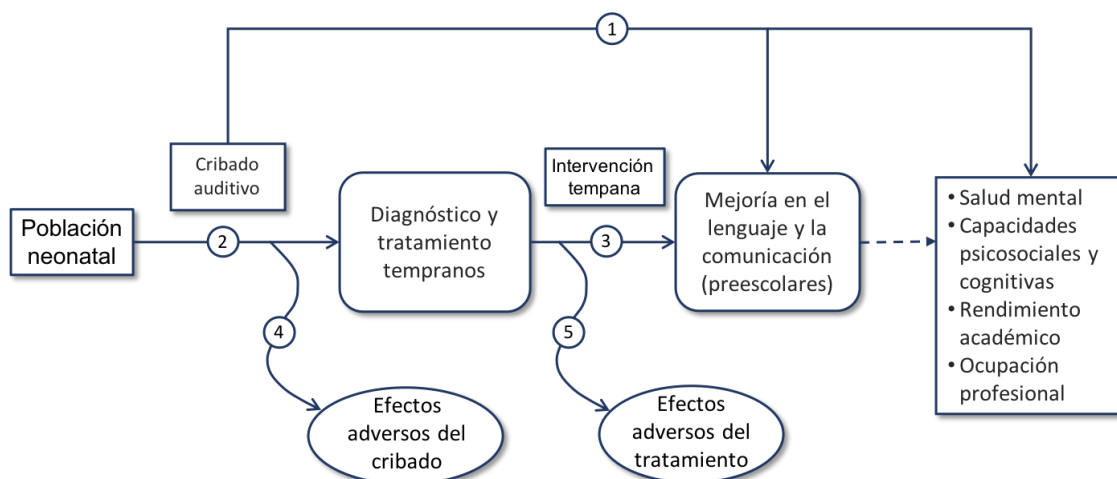 1
Cribado
auditivo
Intervención
tempana
Población
neonatal
2
Diagnóstico y
tratamiento
tempranos
3
Mejoría en el
lenguaje y la
comunicación
(preescolares)
• Salud mental
• Capacidades
psicosociales y
cognitivas
• Rendimiento
académico
• Ocupación
profesional
4
5
Efectos
adversos del
cribado
Efectos
adversos del
tratamiento